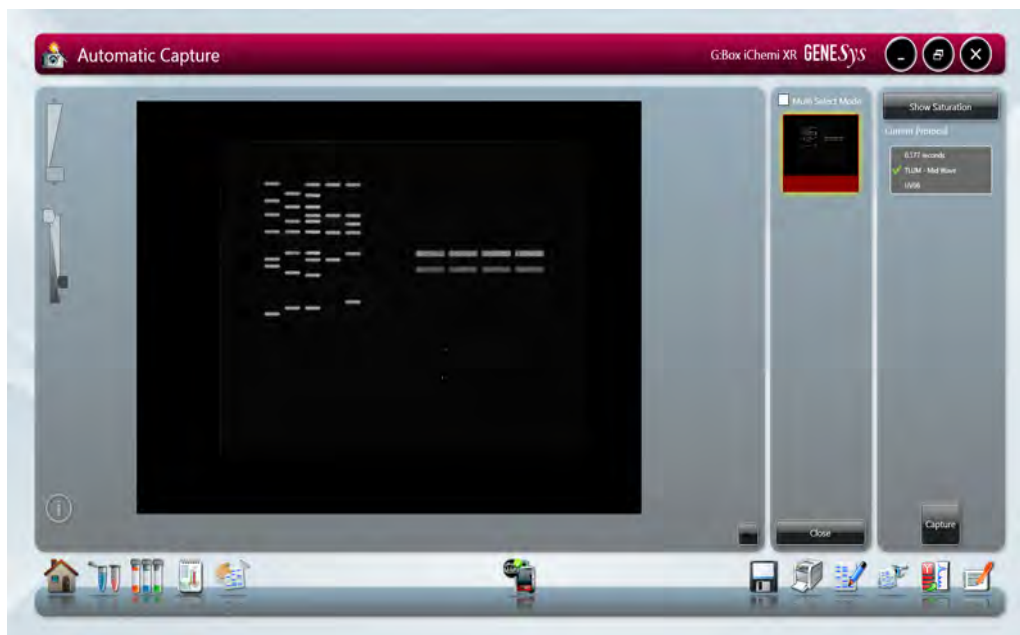 Automatic Capture
G:Box iChemi XR GENESys
Multi Select Mode
Show Saturation
Current Protocol
0.177 seconds
TLUM - Mid Wave
UV06
Close
Capture